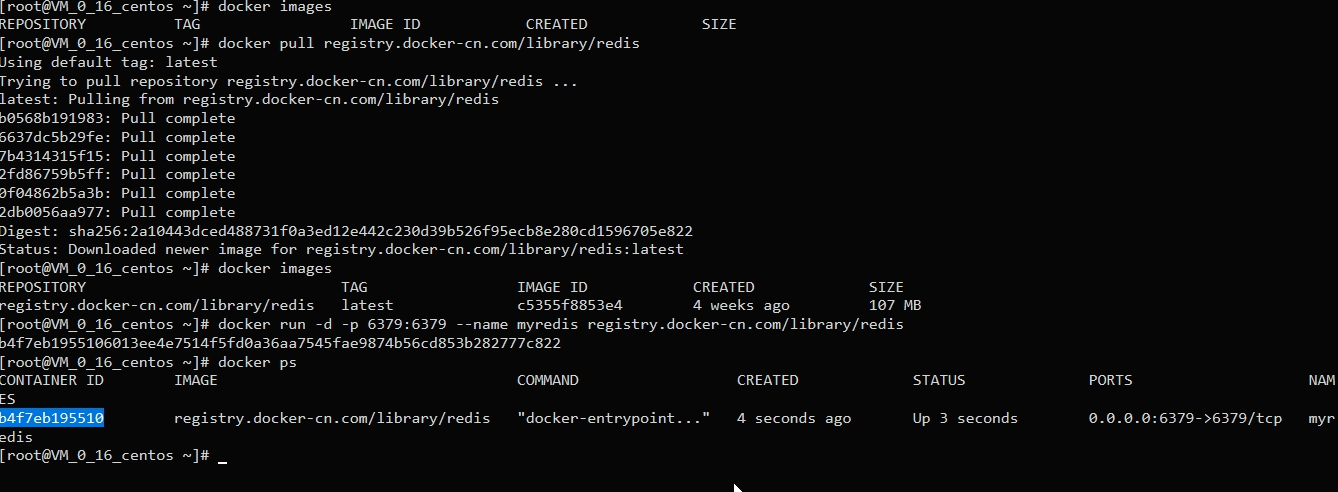 [root@VM_0_16_centos ~]# docker images
REPOSITORY TAG IMAGE ID CREATED SIZE
[root@VM_0_16_centos ~]# docker pull registry.docker-cn.com/library/redis
Using default tag: latest
Trying to pull repository registry.docker-cn.com/library/redis ...
latest: Pulling from registry.docker-cn.com/library/redis
b0568b191983: Pull complete
6637dc5b29fe: Pull complete
7b4314315f15: Pull complete
2fd86759b5ff: Pull complete
0f04862b5a3b: Pull complete
2db0056aa977: Pull complete
Digest: sha256:2a10443dced488731f0a3ed12e442c230d39b526f95ecb8e280cd1596705e822
Status: Downloaded newer image for registry.docker-cn.com/library/redis:latest
[root@VM_0_16_centos ~]# docker images
REPOSITORY TAG IMAGE ID CREATED SIZE
registry.docker-cn.com/library/redis latest c5355f8853e4 4 weeks ago 107 MB
[root@VM_0_16_centos ~]# docker run -d -p 6379:6379 --name myredis registry.docker-cn.com/library/redis
b4f7eb1955106013ee4e7514f5fd0a36aa7545fae9874b56cd853b282777c822
[root@VM_0_16_centos ~]# docker ps
CONTAINER ID IMAGE COMMAND CREATED STATUS PORTS NAM
ES
b4f7eb195510 registry.docker-cn.com/library/redis "docker-entrypoint..." 4 seconds ago Up 3 seconds 0.0.0.0:6379->6379/tcp myr
edis
[root@VM_0_16_centos ~]# _